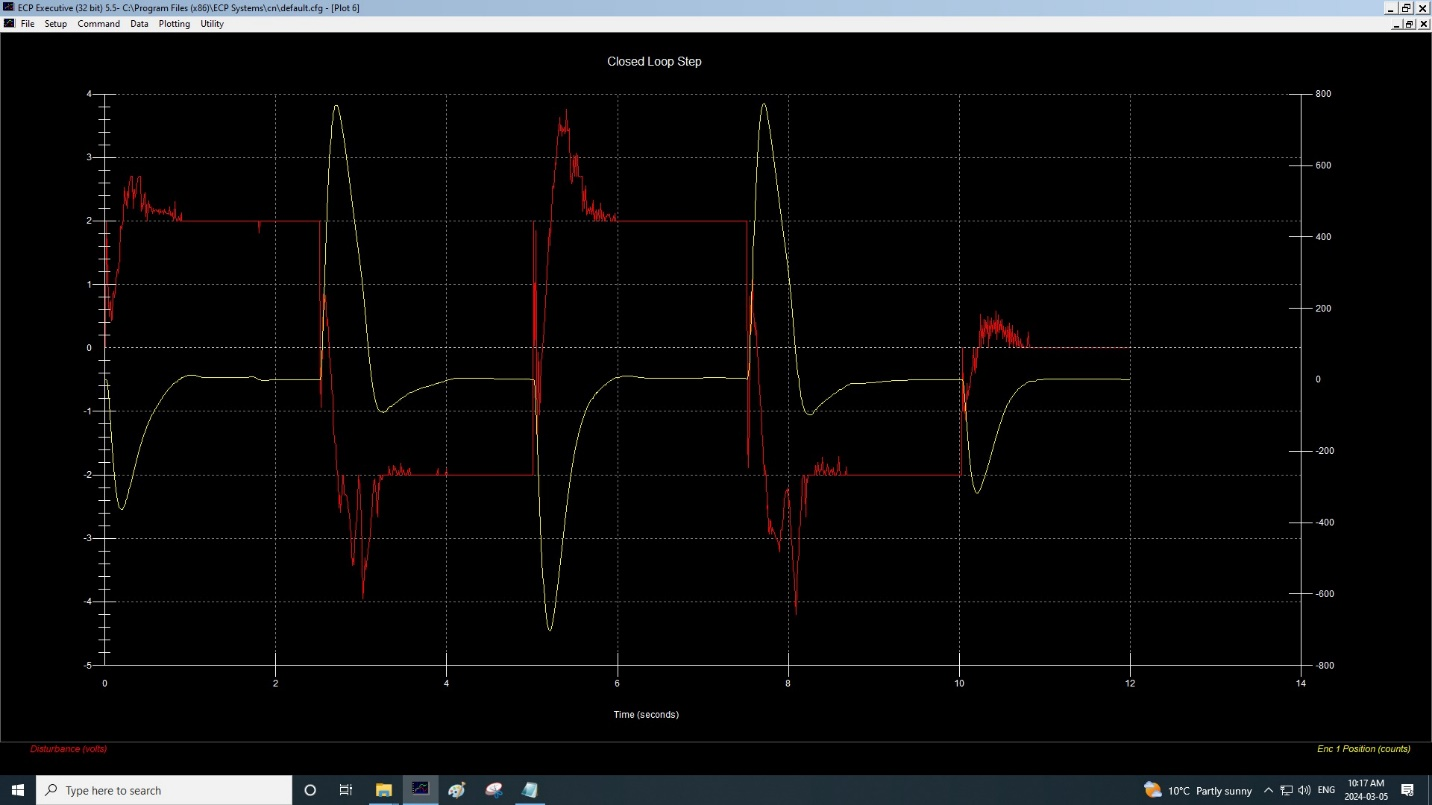 ECP Executive (32 bit) 5.5- C:\Program Files (x86)\ECP Systems\cn\default.cfg - [Plot 6]
File Setup Command Data Plotting Utility
Closed Loop Step
4 800
3 600
2 400
1 200
0 0
-1 -200
-2 -400
-3 -600
-4 -800
-5
0 2 4 6 8 10 12 14
Time (seconds)
Disturbance (volts) Enc 1 Position (counts)
Type here to search 10°C Partly sunny ENG 10:17 AM
2024-03-05